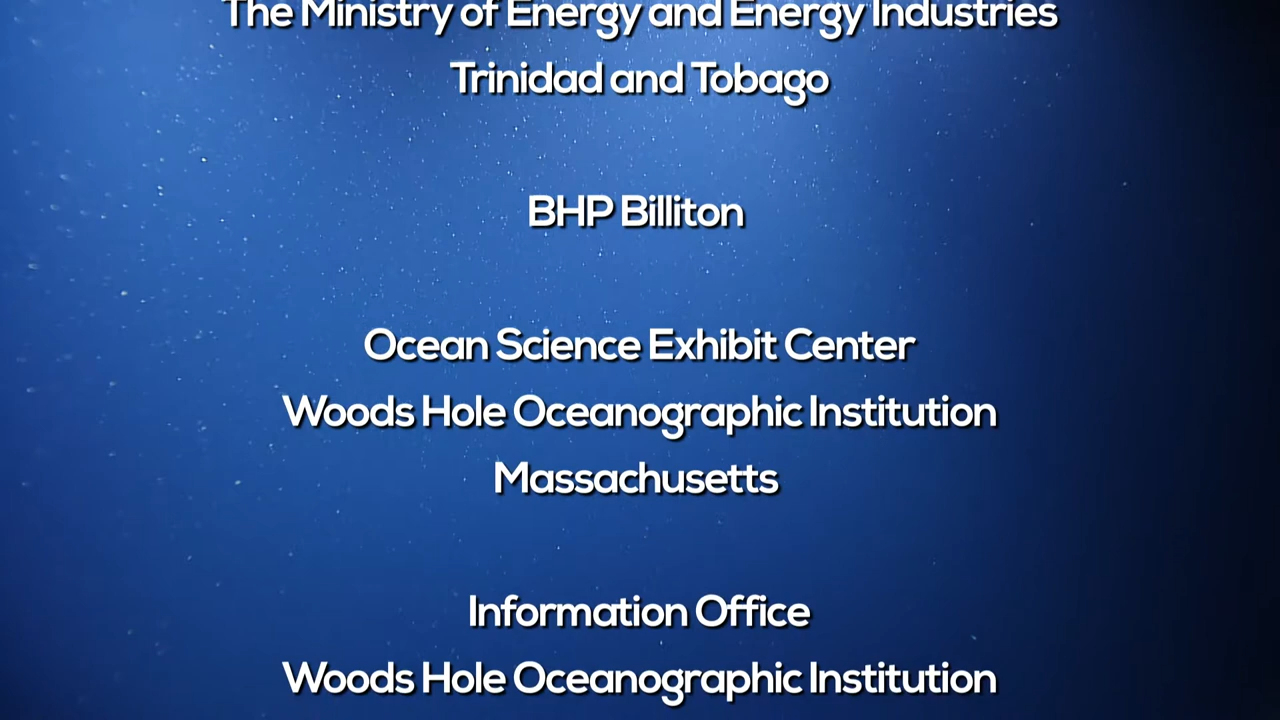 The Ministry of Energy and Energy Industries
Trinidad and Tobago
BHP Billiton
Ocean Science Exhibit Center
Woods Hole Oceanographic Institution
Massachusetts
Information Office
Woods Hole Oceanographic Institution